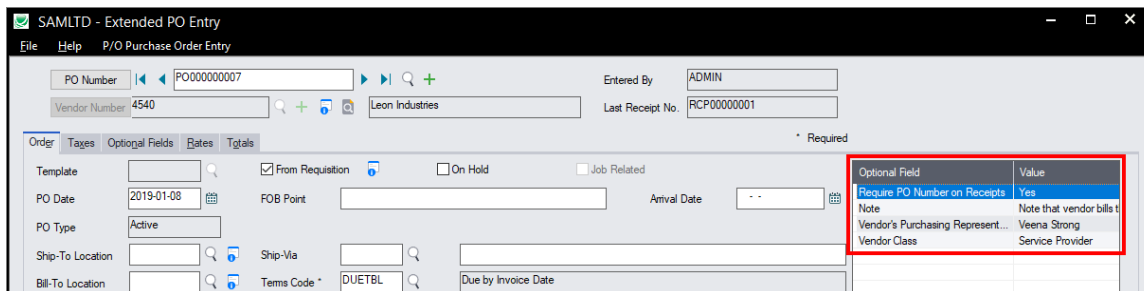 SAMLTD - Extended PO Entry
File Help P/O Purchase Order Entry
PO Number PO000000007 Entered By ADMIN
Vendor Number 4540 Leon Industries Last Receipt No. RCP00000001
Order Taxes Optional Fields Rates Totals * Required
Template From Requisition On Hold Job Related Optional Field Value
PO Date 2019-01-08 FOB Point Arrival Date - - Require PO Number on Receipts Yes
Note Note that vendor bills t
PO Type Active Vendor's Purchasing Represent... Veena Strong
Vendor Class Service Provider
Ship-To Location Ship-Via
Bill-To Location Terms Code * DUETBL Due by Invoice Date